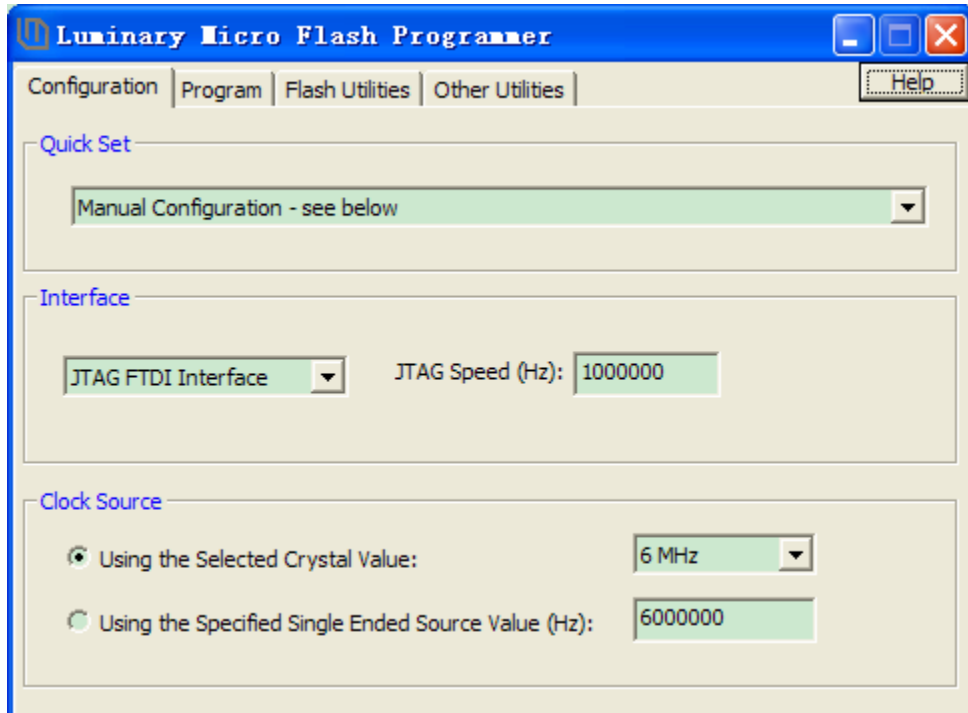 Luminary Micro Flash Programmer
Configuration Program Flash Utilities Other Utilities Help
Quick Set
Manual Configuration - see below
Interface
JTAG FTDI Interface JTAG Speed (Hz): 1000000
Clock Source
Using the Selected Crystal Value: 6 MHz
Using the Specified Single Ended Source Value (Hz): 6000000